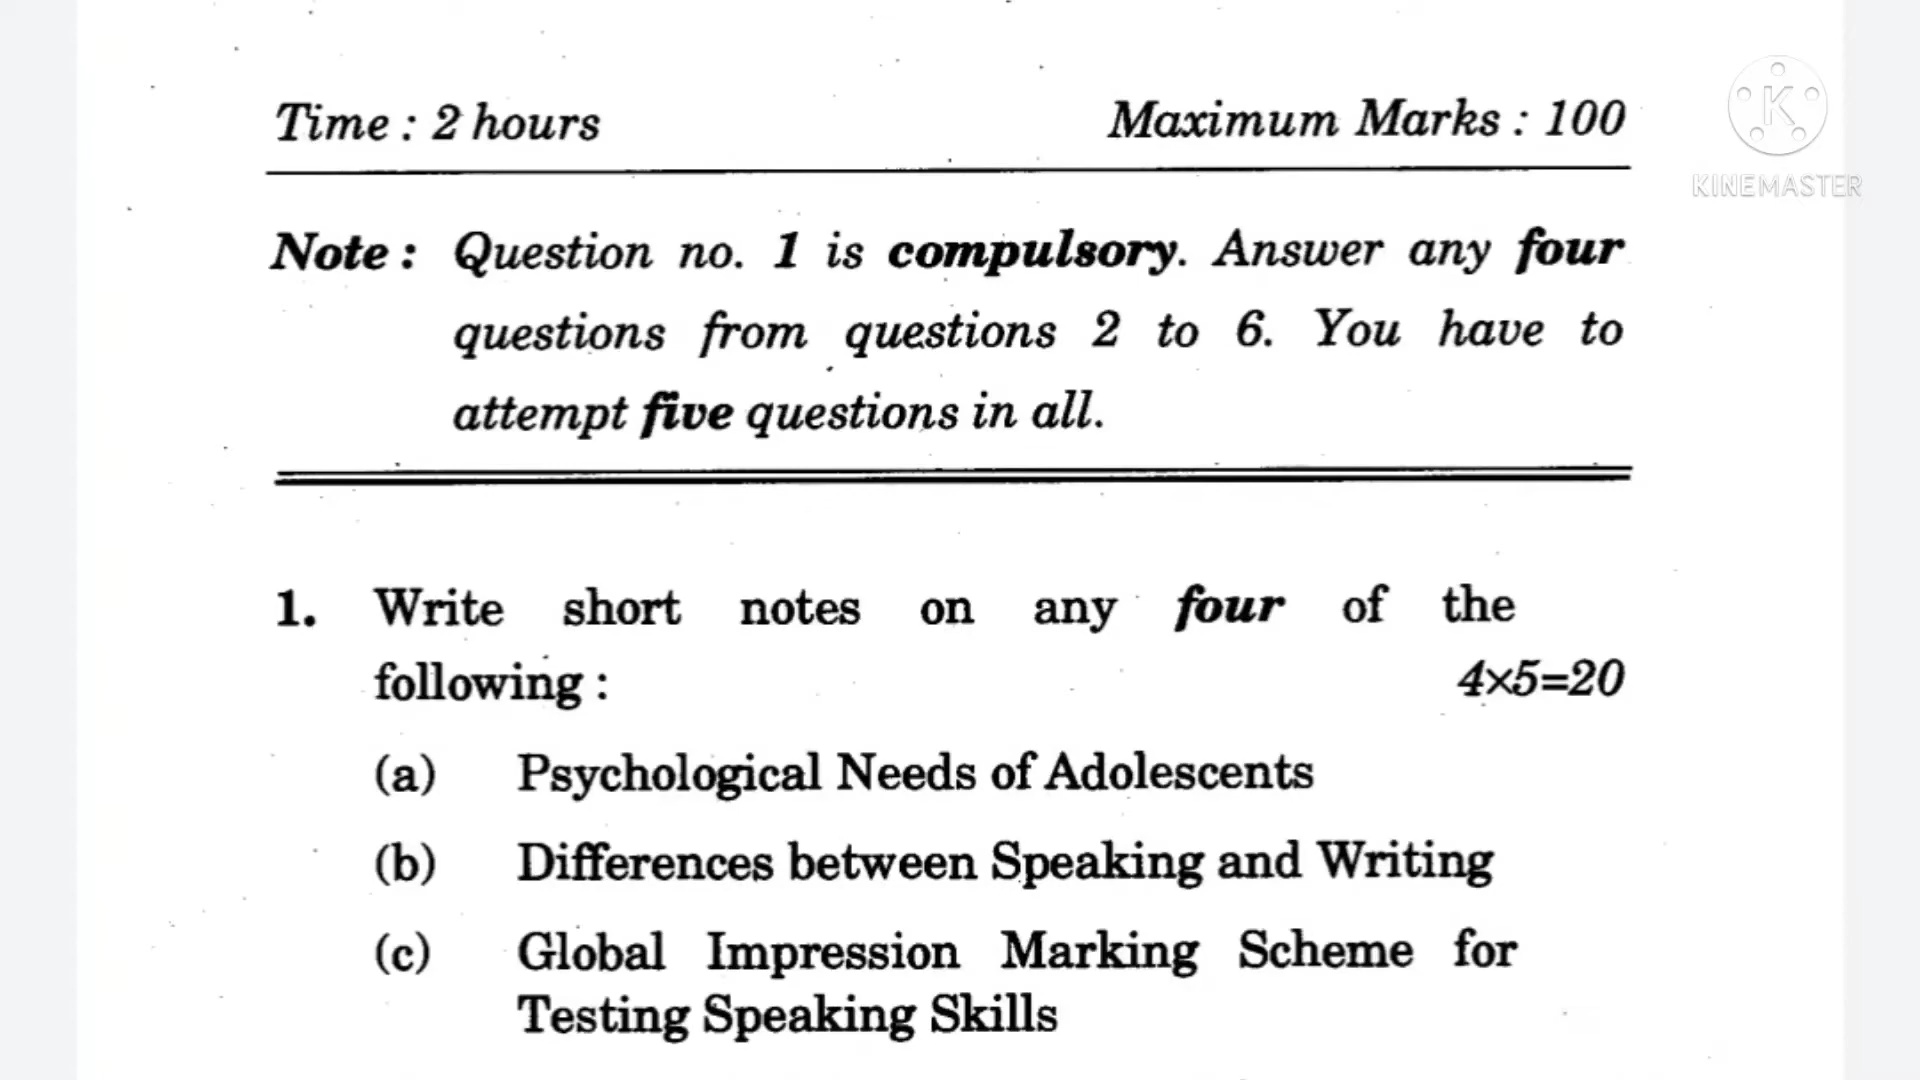 Time : 2 hours Maximum Marks : 100
KINEMASTER
Note : Question no. 1 is compulsory. Answer any four
questions from questions 2 to 6. You have to
attempt five questions in all.
1. Write short notes on any four of the
following : 4×5=20
(a) Psychological Needs of Adolescents
(b) Differences between Speaking and Writing
(c) Global Impression Marking Scheme for
Testing Speaking Skills